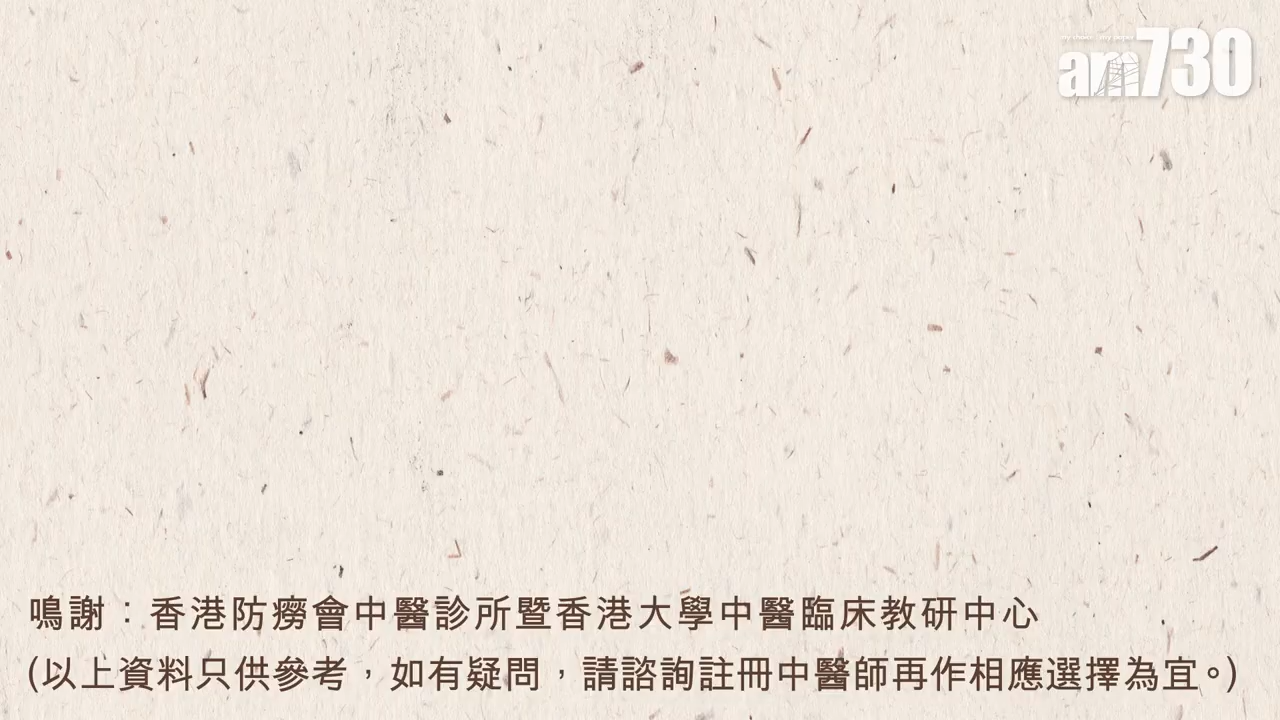 am730
鳴謝：香港防癆會中醫診所暨香港大學中醫臨床教研中心
(以上資料只供參考，如有疑問，請諮詢註冊中醫師再作相應選擇為宜。)